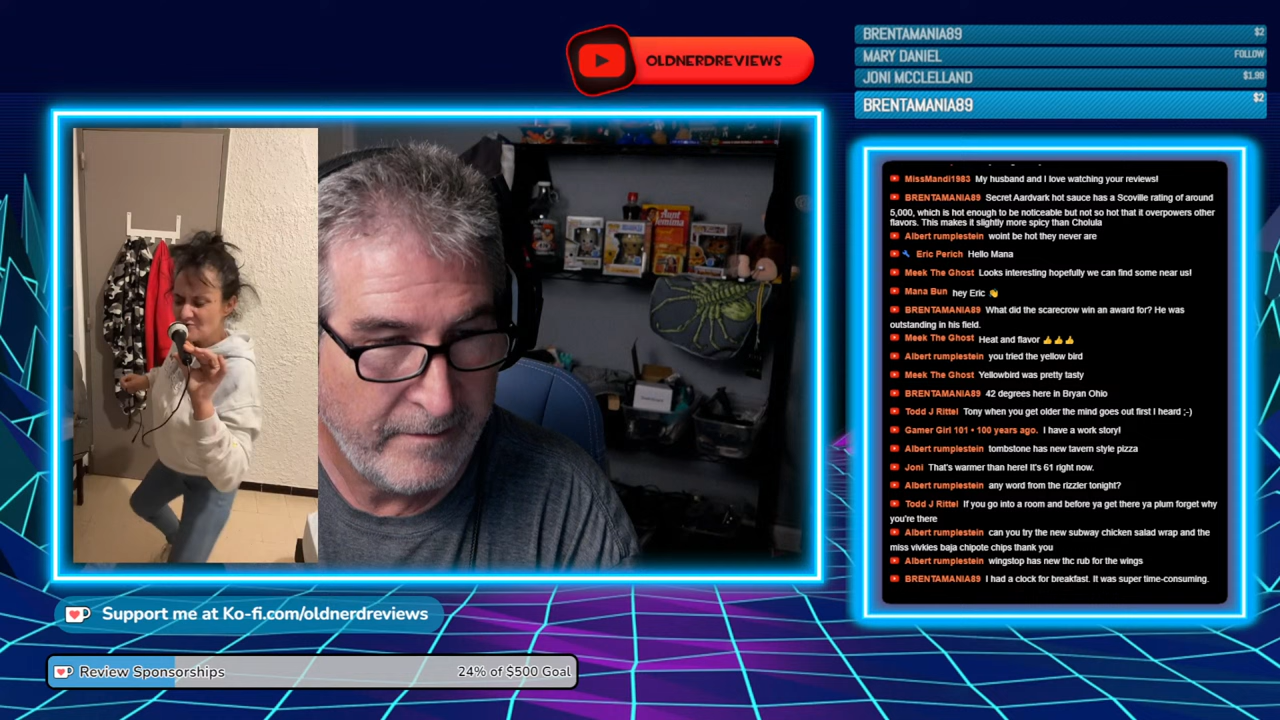 OLDNERDREVIEWS
BRENTAMANIA89 $2
MARY DANIEL FOLLOW
JONI MCCLELLAND $1.99
BRENTAMANIA89 $2
Aunt Jemima
MissMandi1983 My husband and I love watching your reviews!
BRENTAMANIA89 Secret Aardvark hot sauce has a Scoville rating of around
5,000, which is hot enough to be noticeable but not so hot that it overpowers other
flavors. This makes it slightly more spicy than Cholula
Albert rumplestein woint be hot they never are
Eric Perich Hello Mana
Meek The Ghost Looks interesting hopefully we can find some near us!
Mana Bun hey Eric 👋
BRENTAMANIA89 What did the scarecrow win an award for? He was
outstanding in his field.
Meek The Ghost Heat and flavor 👍👍👍
Albert rumplestein you tried the yellow bird
Meek The Ghost Yellowbird was pretty tasty
BRENTAMANIA89 42 degrees here in Bryan Ohio
Todd J Rittel Tony when you get older the mind goes out first I heard ;-)
Gamer Girl 101 • 100 years ago. I have a work story!
Albert rumplestein tombstone has new tavern style pizza
Joni That's warmer than here! It's 61 right now.
Albert rumplestein any word from the rizzler tonight?
Todd J Rittel If you go into a room and before ya get there ya plum forget why
you're there
Albert rumplestein can you try the new subway chicken salad wrap and the
miss vivkies baja chipote chips thank you
Albert rumplestein wingstop has new thc rub for the wings
BRENTAMANIA89 I had a clock for breakfast. It was super time-consuming.
Support me at Ko-fi.com/oldnerdreviews
Review Sponsorships 24% of $500 Goal